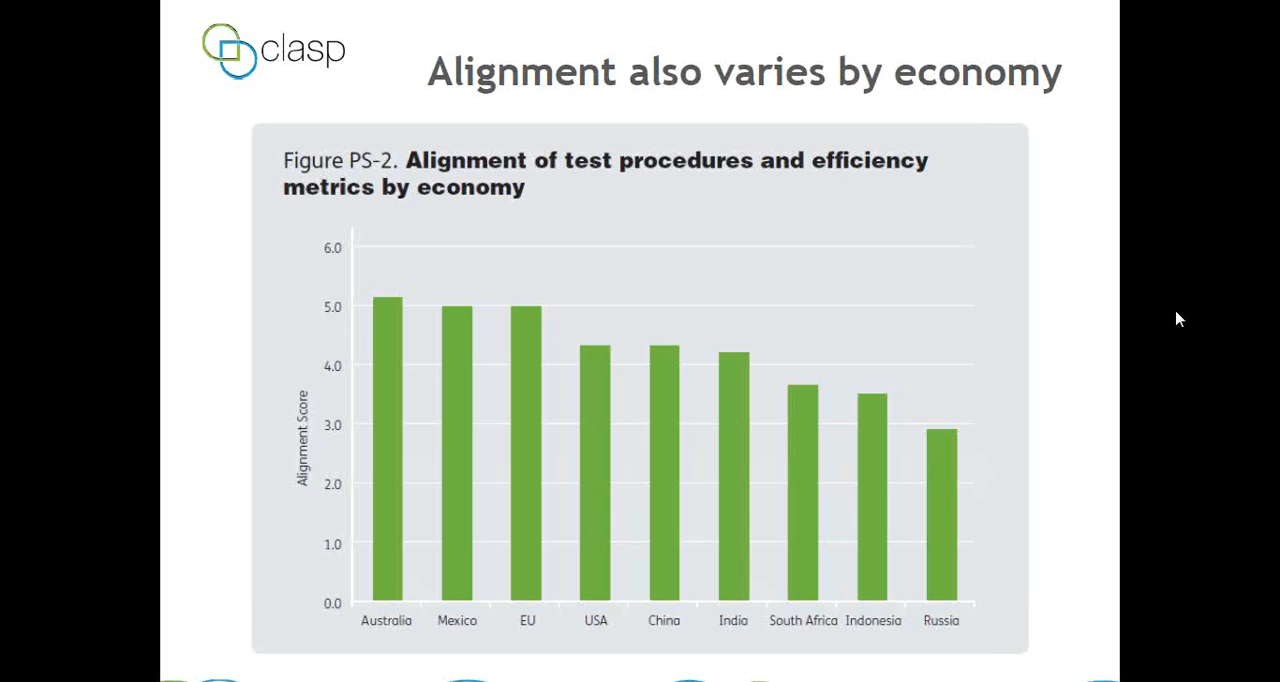 clasp
Alignment also varies by economy
Figure PS-2. Alignment of test procedures and efficiency
metrics by economy
Alignment Score
6.0
5.0
4.0
3.0
2.0
1.0
0.0
Australia Mexico EU USA China India South Africa Indonesia Russia